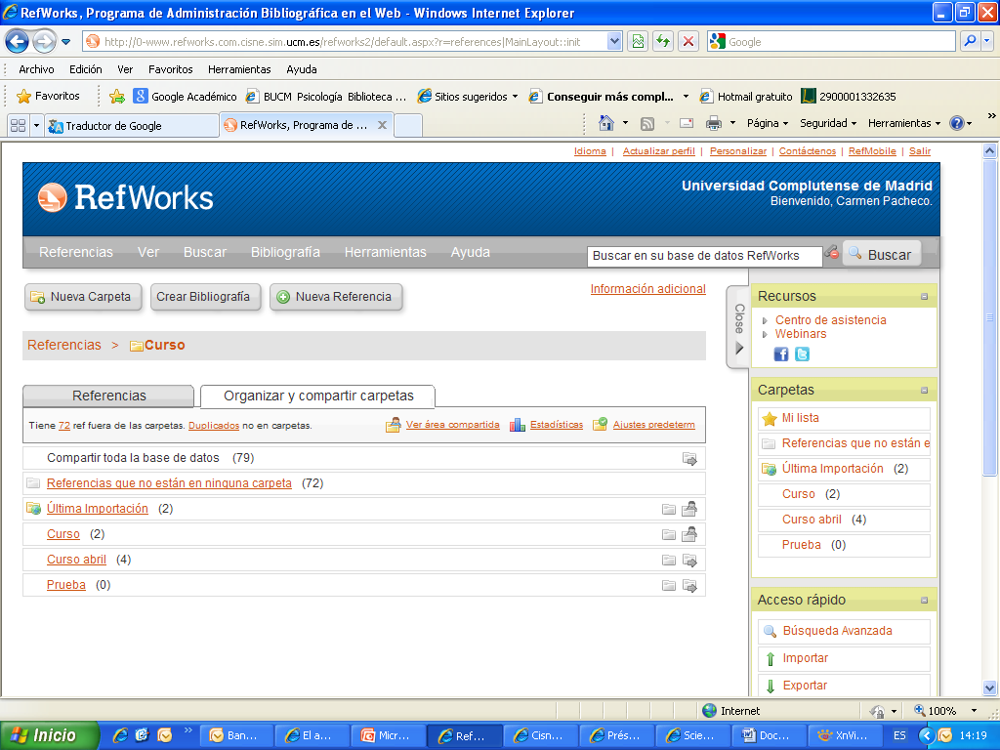 RefWorks, Programa de Administración Bibliográfica en el Web - Windows Internet Explorer
http://0-www.refworks.com.cisne.sim.ucm.es/refworks2/default.aspx?r=references|MainLayout::init
Google
Archivo Edición Ver Favoritos Herramientas Ayuda
Favoritos Google Académico BUCM Psicología Biblioteca ... Sitios sugeridos Conseguir más compl... Hotmail gratuito 2900001332635
Traductor de Google RefWorks, Programa de ... Página Seguridad Herramientas
Idioma | Actualizar perfil | Personalizar | Contáctenos | RefMobile | Salir
RefWorks
Universidad Complutense de Madrid
Bienvenido, Carmen Pacheco.
Referencias Ver Buscar Bibliografía Herramientas Ayuda
Buscar en su base de datos RefWorks Buscar
Nueva Carpeta Crear Bibliografía Nueva Referencia
Información adicional
Referencias > Curso
Referencias Organizar y compartir carpetas
Tiene 72 ref fuera de las carpetas. Duplicados no en carpetas. Ver área compartida Estadísticas Ajustes predeterm
Compartir toda la base de datos (79)
Referencias que no están en ninguna carpeta (72)
Última Importación (2)
Curso (2)
Curso abril (4)
Prueba (0)
Close
Recursos
Centro de asistencia
Webinars
Carpetas
Mi lista
Referencias que no están e
Última Importación (2)
Curso (2)
Curso abril (4)
Prueba (0)
Acceso rápido
Búsqueda Avanzada
Importar
Exportar
Internet 100%
Inicio Ban... El a... Micr... Ref... Cisn... Prés... Scie... Doc... XnVi... ES 14:19